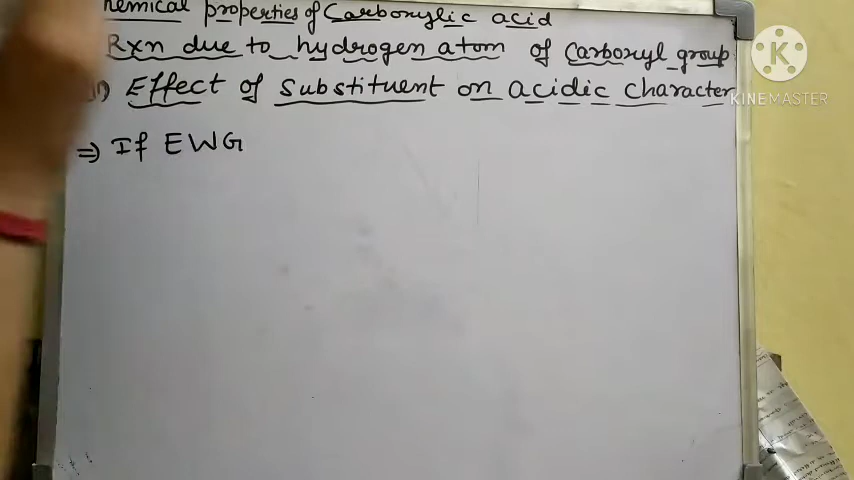 hemical properties of Carboxylic acid
Rxn due to hydrogen atom of Carboxyl group
Effect of Substituent on acidic Character
⇒ If EWG
KINEMASTER